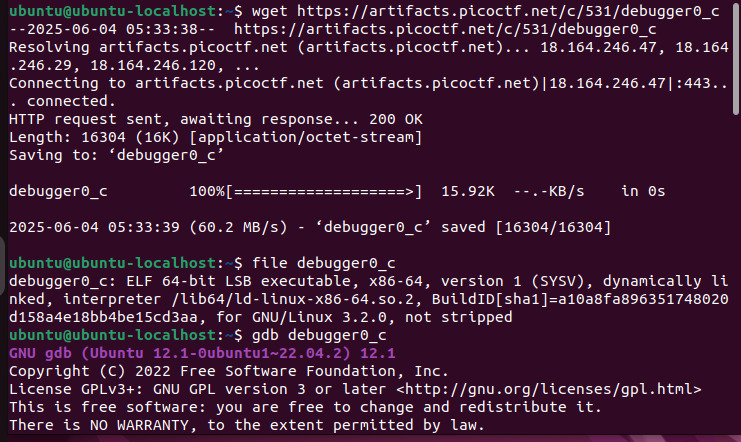 ubuntu@ubuntu-localhost:~$ wget https://artifacts.picoctf.net/c/531/debugger0_c
--2025-06-04 05:33:38--  https://artifacts.picoctf.net/c/531/debugger0_c
Resolving artifacts.picoctf.net (artifacts.picoctf.net)... 18.164.246.47, 18.164
.246.29, 18.164.246.120, ...
Connecting to artifacts.picoctf.net (artifacts.picoctf.net)|18.164.246.47|:443..
. connected.
HTTP request sent, awaiting response... 200 OK
Length: 16304 (16K) [application/octet-stream]
Saving to: ‘debugger0_c’
debugger0_c         100%[===================>]  15.92K  --.-KB/s    in 0s
2025-06-04 05:33:39 (60.2 MB/s) - ‘debugger0_c’ saved [16304/16304]
ubuntu@ubuntu-localhost:~$ file debugger0_c
debugger0_c: ELF 64-bit LSB executable, x86-64, version 1 (SYSV), dynamically li
nked, interpreter /lib64/ld-linux-x86-64.so.2, BuildID[sha1]=a10a8fa896351748020
d158a4e18bb4be15cd3aa, for GNU/Linux 3.2.0, not stripped
ubuntu@ubuntu-localhost:~$ gdb debugger0_c
GNU gdb (Ubuntu 12.1-0ubuntu1~22.04.2) 12.1
Copyright (C) 2022 Free Software Foundation, Inc.
License GPLv3+: GNU GPL version 3 or later <http://gnu.org/licenses/gpl.html>
This is free software: you are free to change and redistribute it.
There is NO WARRANTY, to the extent permitted by law.